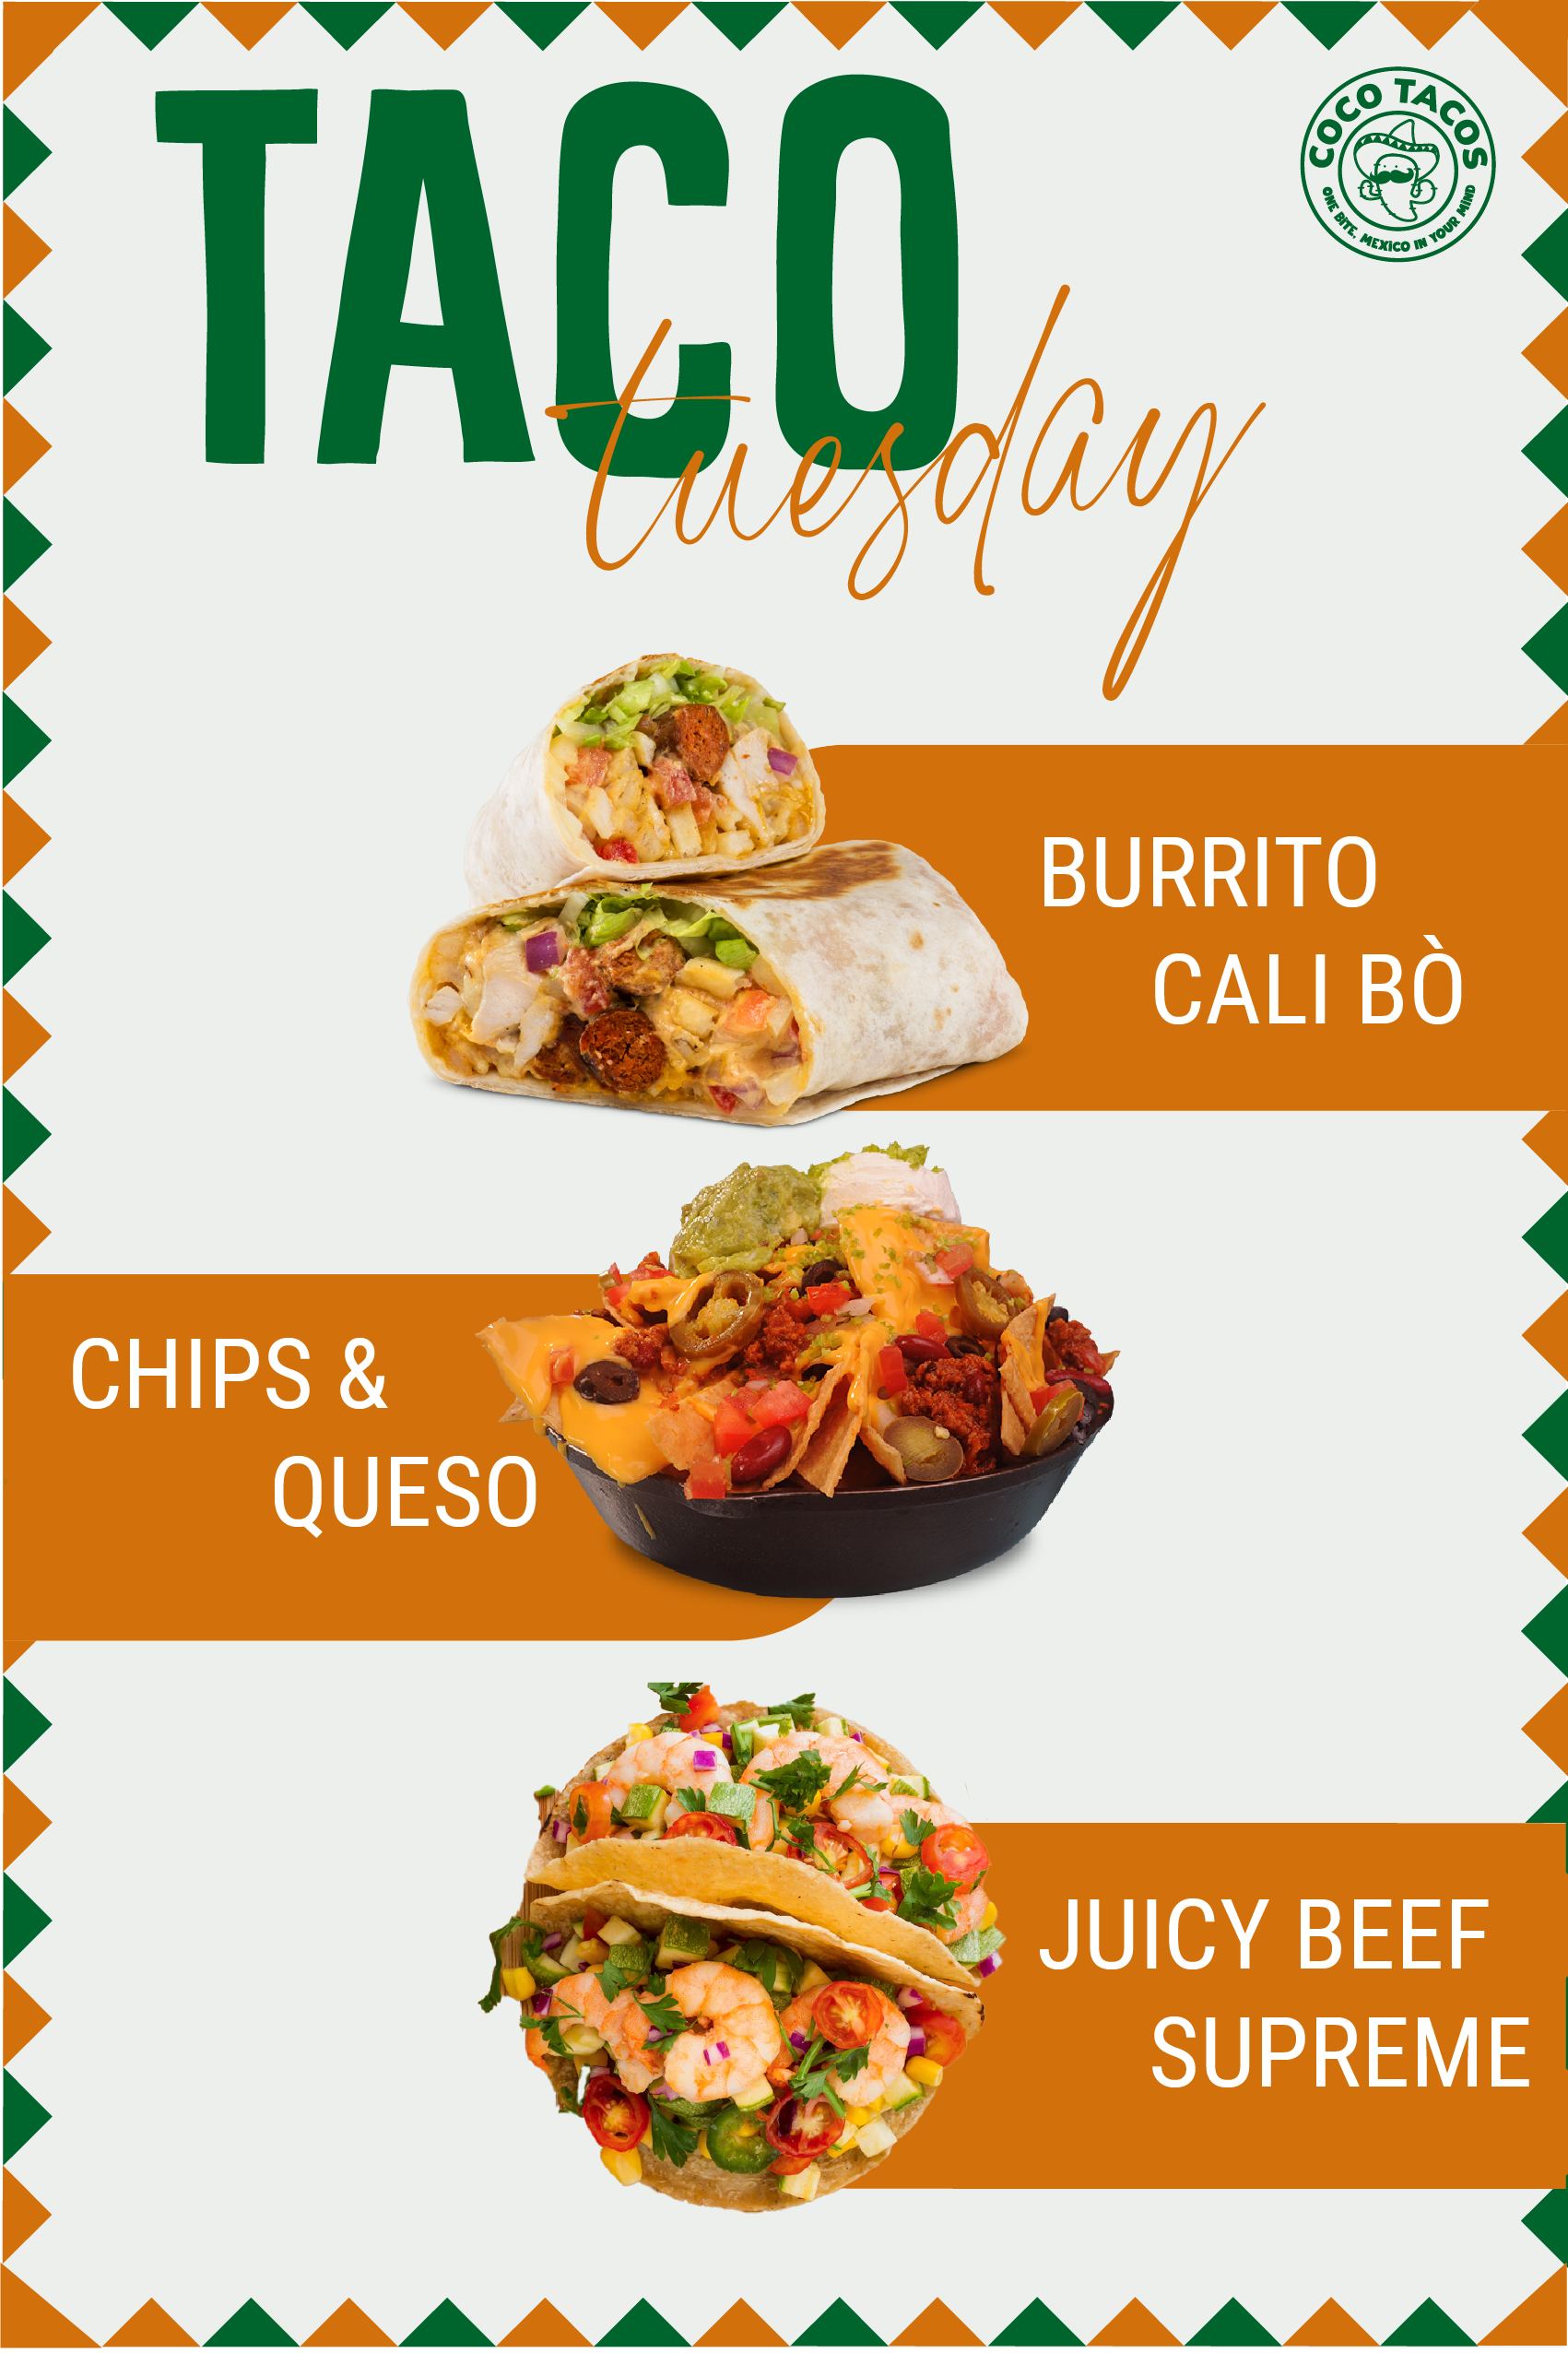 TACO
tuesday
COCO TACOS
ONE BITE, MEXICO IN YOUR MIND
BURRITO
CALI BÒ
CHIPS &
QUESO
JUICY BEEF
SUPREME